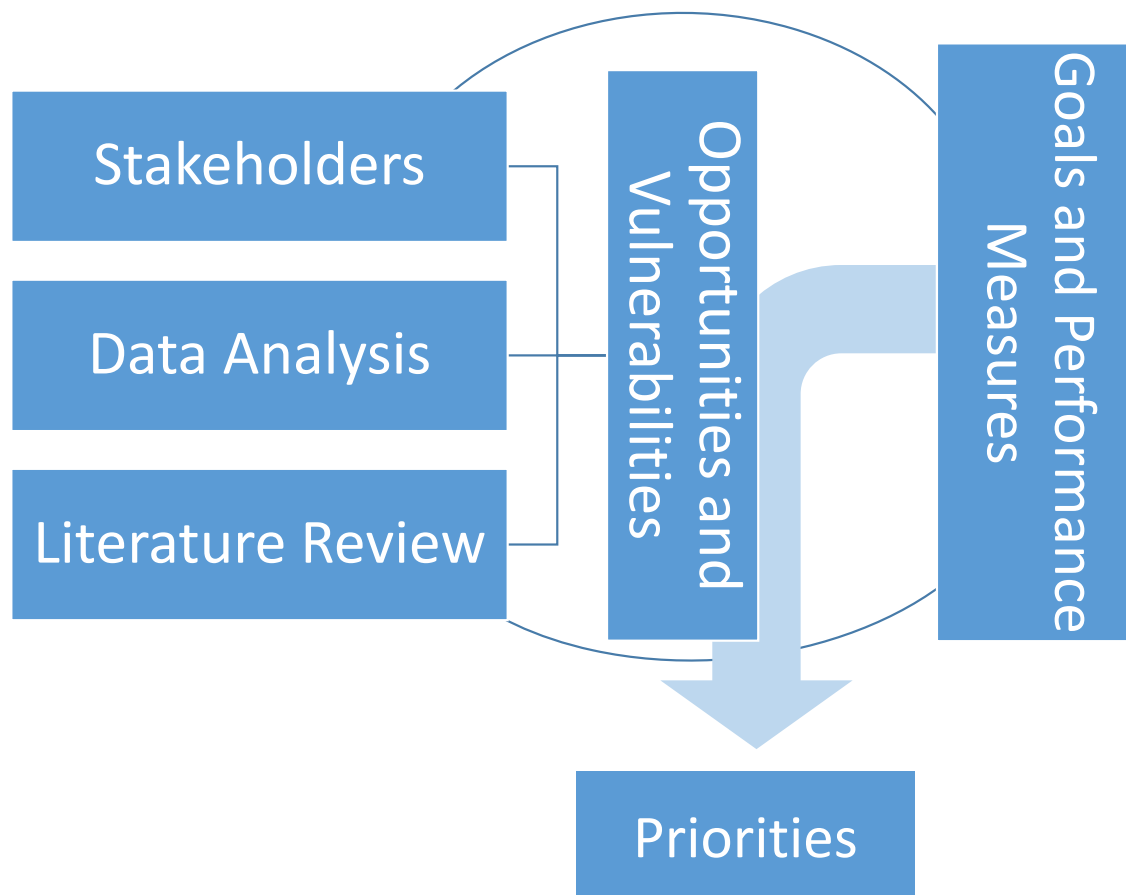 Stakeholders
Data Analysis
Literature Review
Opportunities and
Vulnerabilities
Goals and Performance
Measures
Priorities